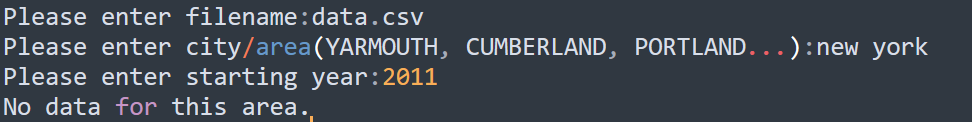 Please enter filename:data.csv
Please enter city/area(YARMOUTH, CUMBERLAND, PORTLAND...):new york
Please enter starting year:2011
No data for this area.